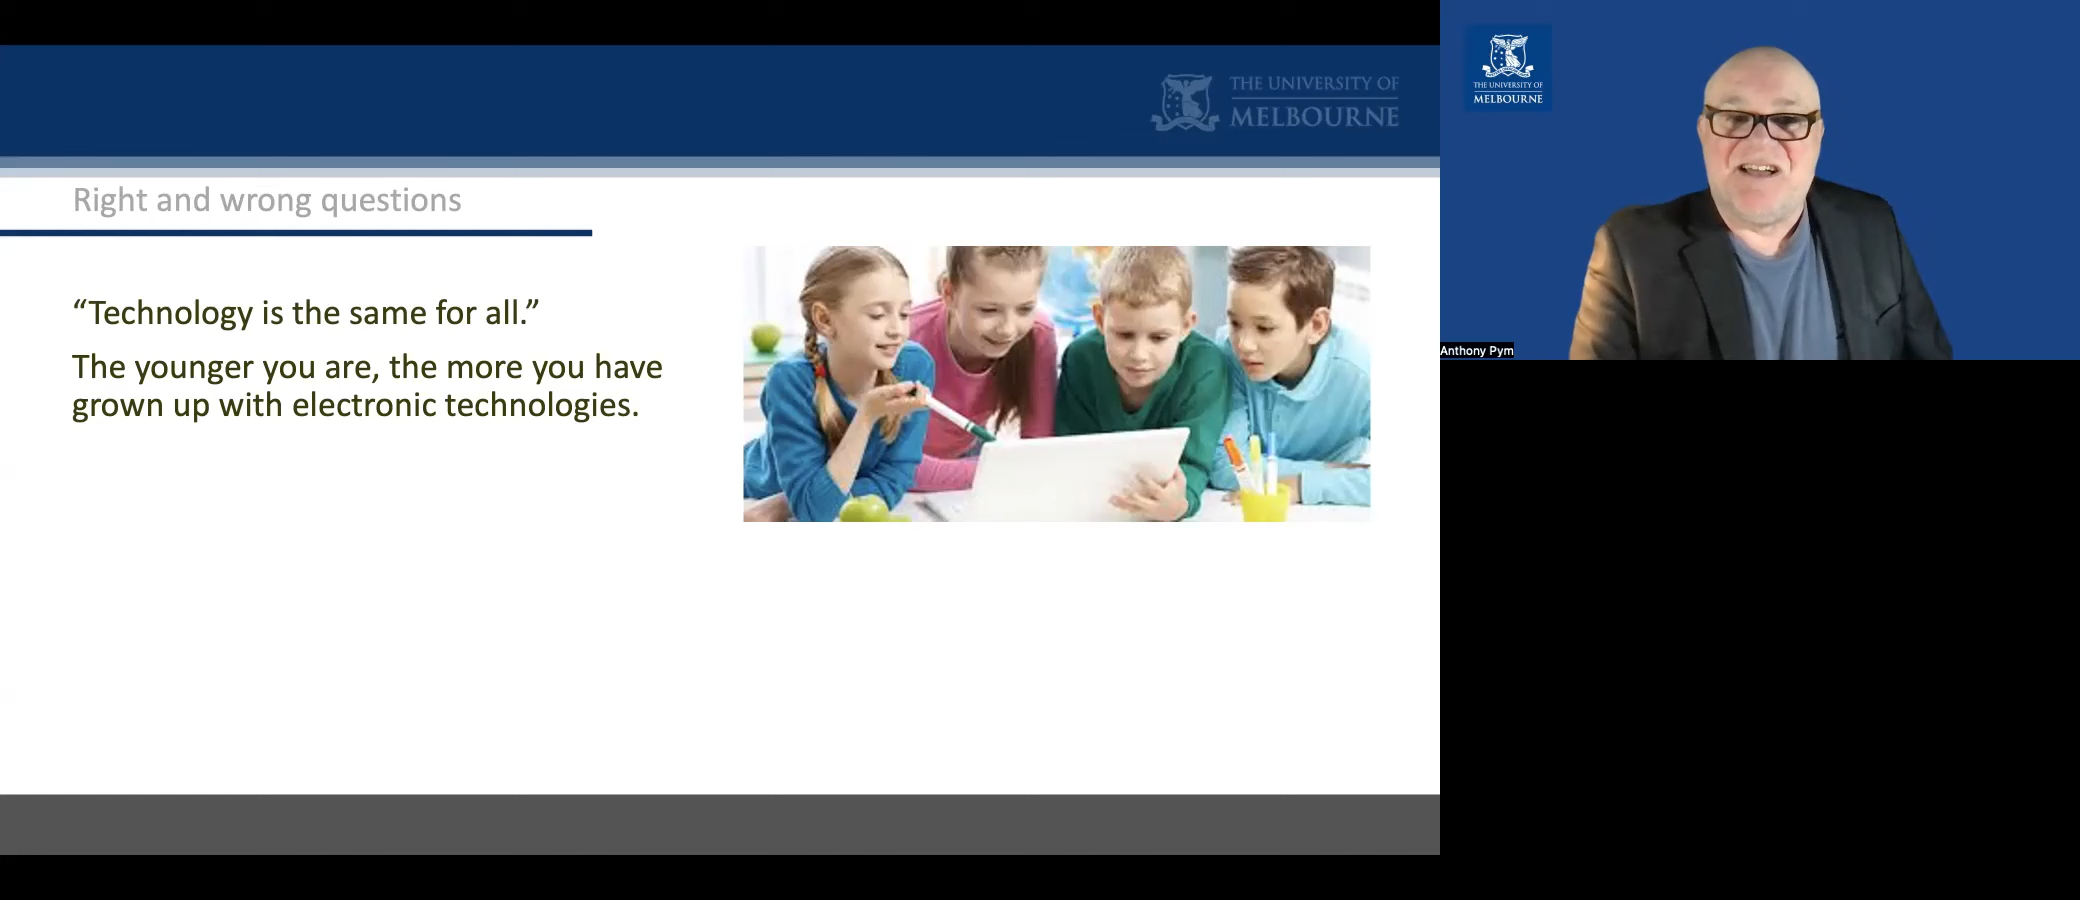 THE UNIVERSITY OF
MELBOURNE
Right and wrong questions
“Technology is the same for all.”
The younger you are, the more you have
grown up with electronic technologies.
THE UNIVERSITY OF
MELBOURNE
Anthony Pym